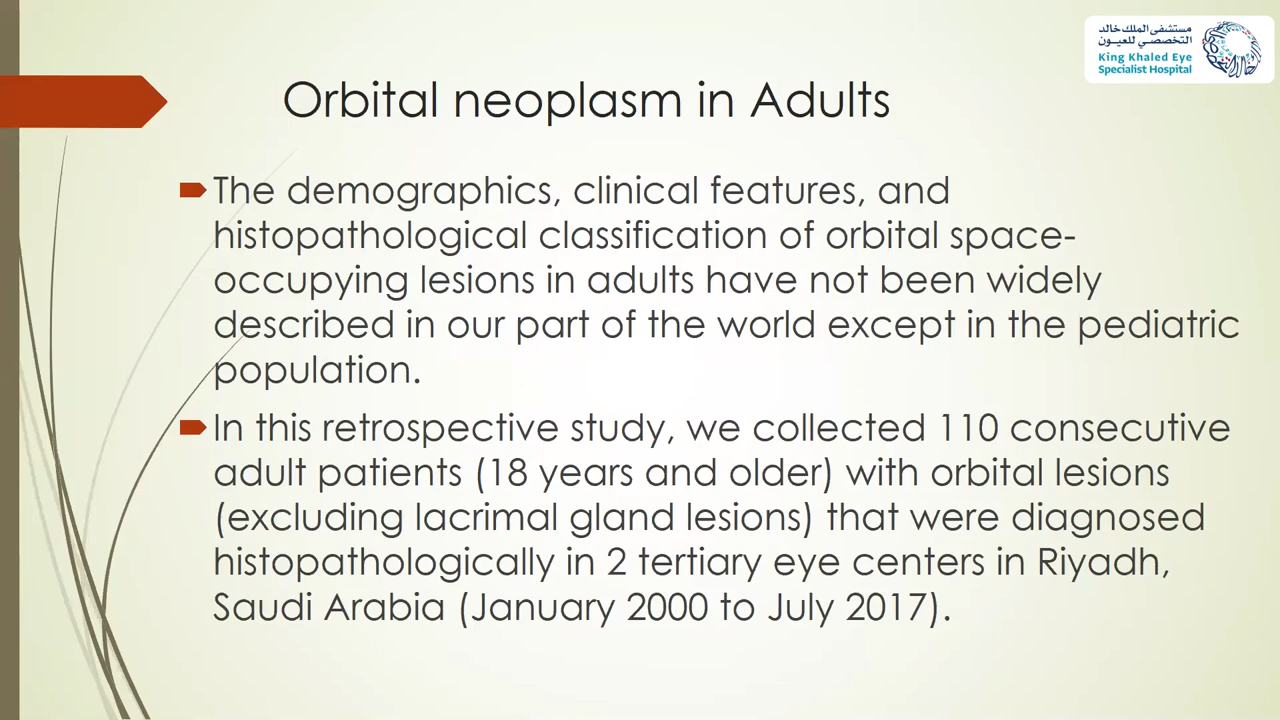 مستشفى الملك خالد
التخصصي للعيون
King Khaled Eye
Specialist Hospital
Orbital neoplasm in Adults
The demographics, clinical features, and
histopathological classification of orbital space-
occupying lesions in adults have not been widely
described in our part of the world except in the pediatric
population.
In this retrospective study, we collected 110 consecutive
adult patients (18 years and older) with orbital lesions
(excluding lacrimal gland lesions) that were diagnosed
histopathologically in 2 tertiary eye centers in Riyadh,
Saudi Arabia (January 2000 to July 2017).